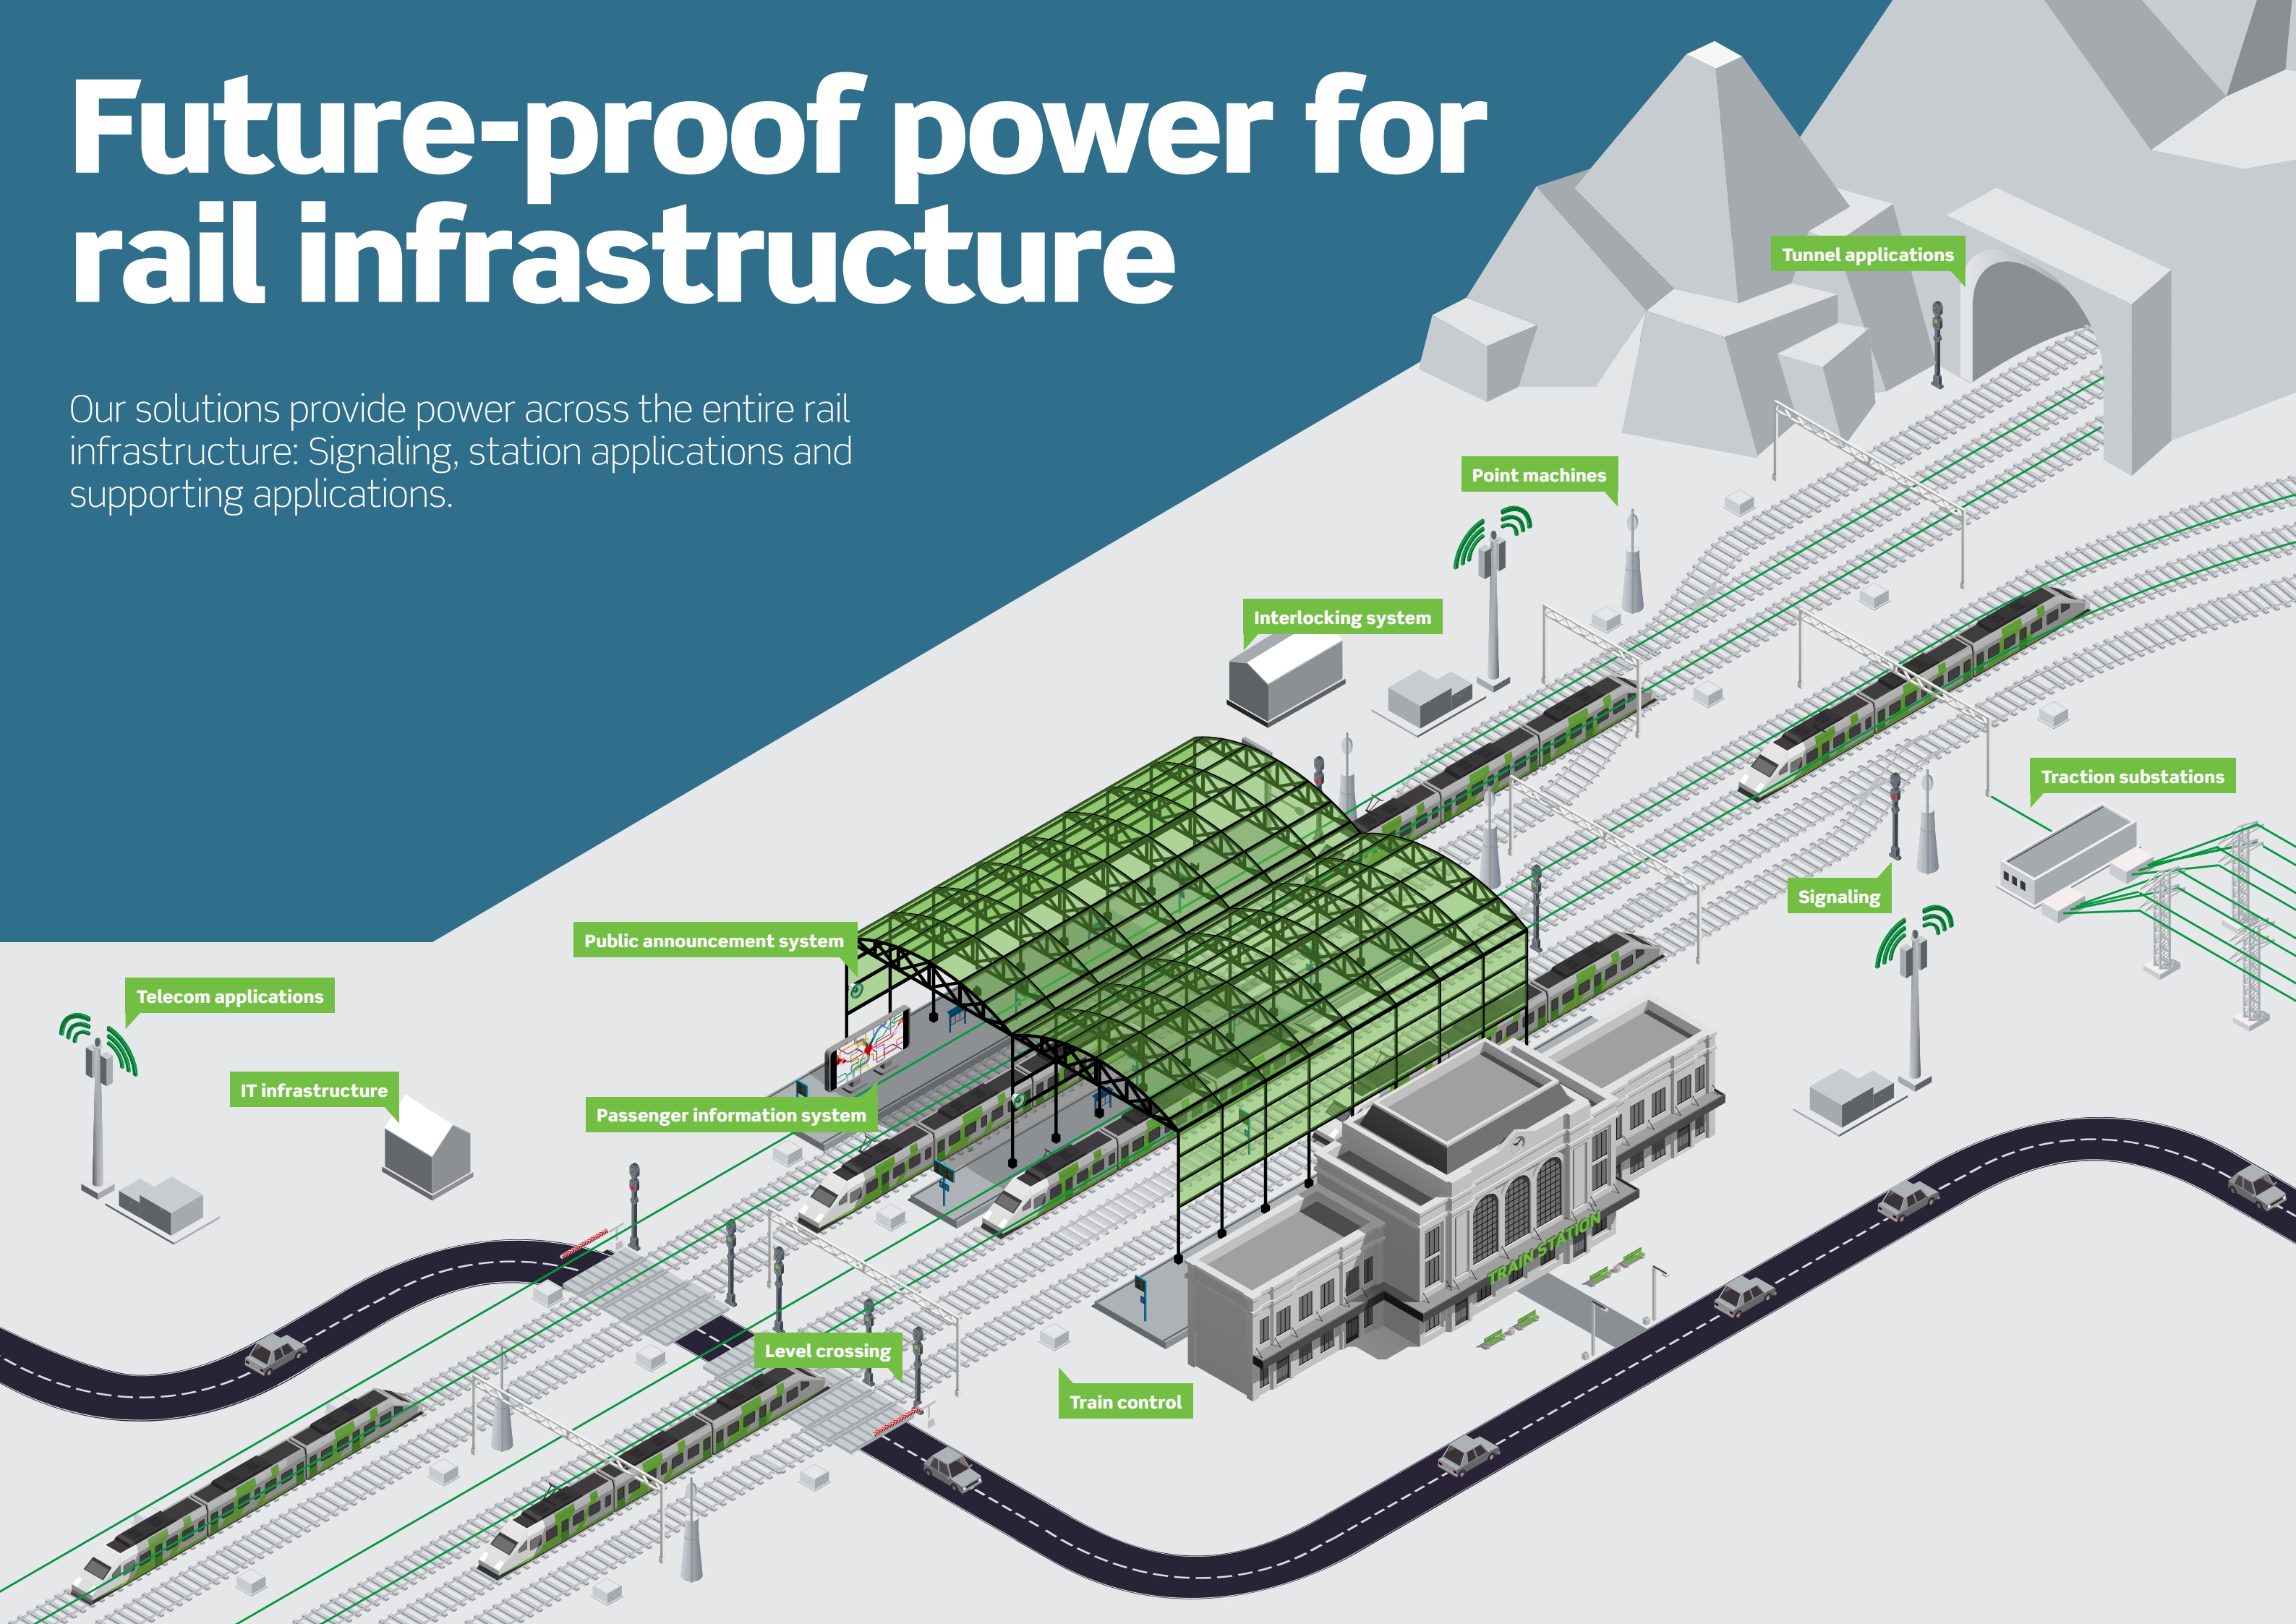 Future-proof power for
rail infrastructure
Our solutions provide power across the entire rail
infrastructure: Signaling, station applications and
supporting applications.
Tunnel applications
Point machines
Interlocking system
Traction substations
Signaling
Public announcement system
Telecom applications
IT infrastructure
Passenger information system
TRAIN STATION
Level crossing
Train control